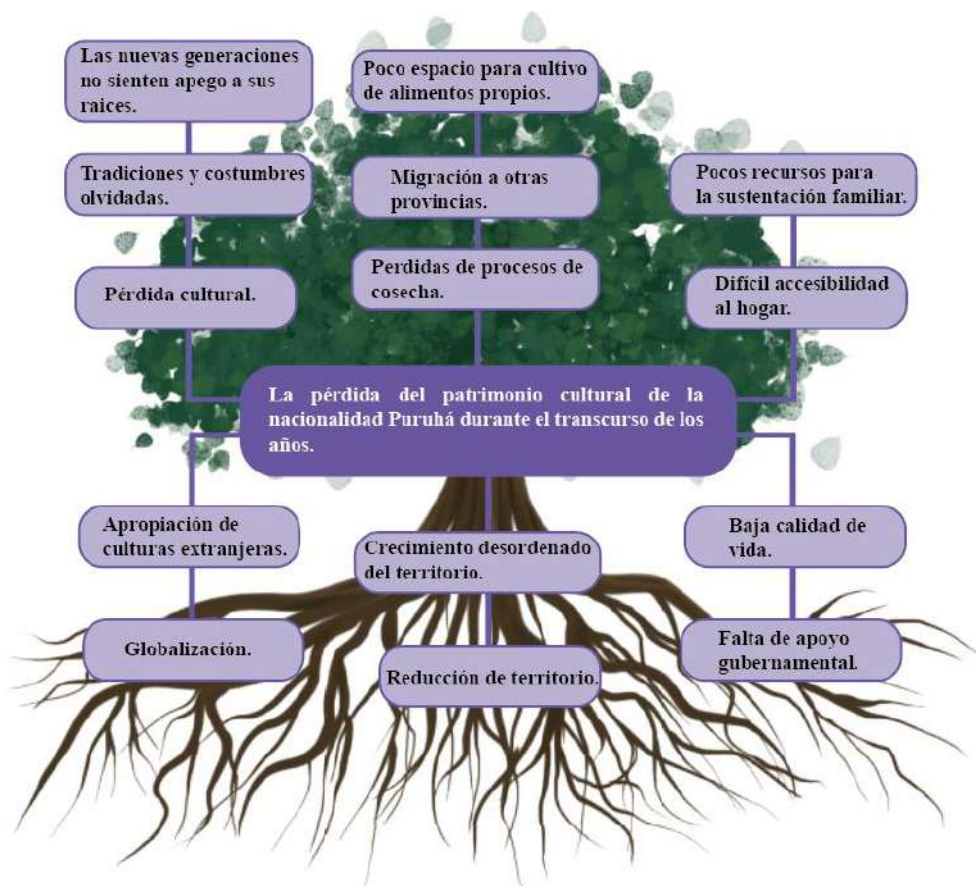 Las nuevas generaciones
no sienten apego a sus
raices.
Poco espacio para cultivo
de alimentos propios.
Tradiciones y costumbres
olvidadas.
Migración a otras
provincias.
Pocos recursos para
la sustentación familiar.
Pérdida cultural.
Perdidas de procesos de
cosecha.
Difícil accesibilidad
al hogar.
La pérdida del patrimonio cultural de la
nacionalidad Puruhá durante el transcurso de los
años.
Apropiación de
culturas extranjeras.
Crecimiento desordenado
del territorio.
Baja calidad de
vida.
Globalización.
Reducción de territorio.
Falta de apoyo
gubernamental.